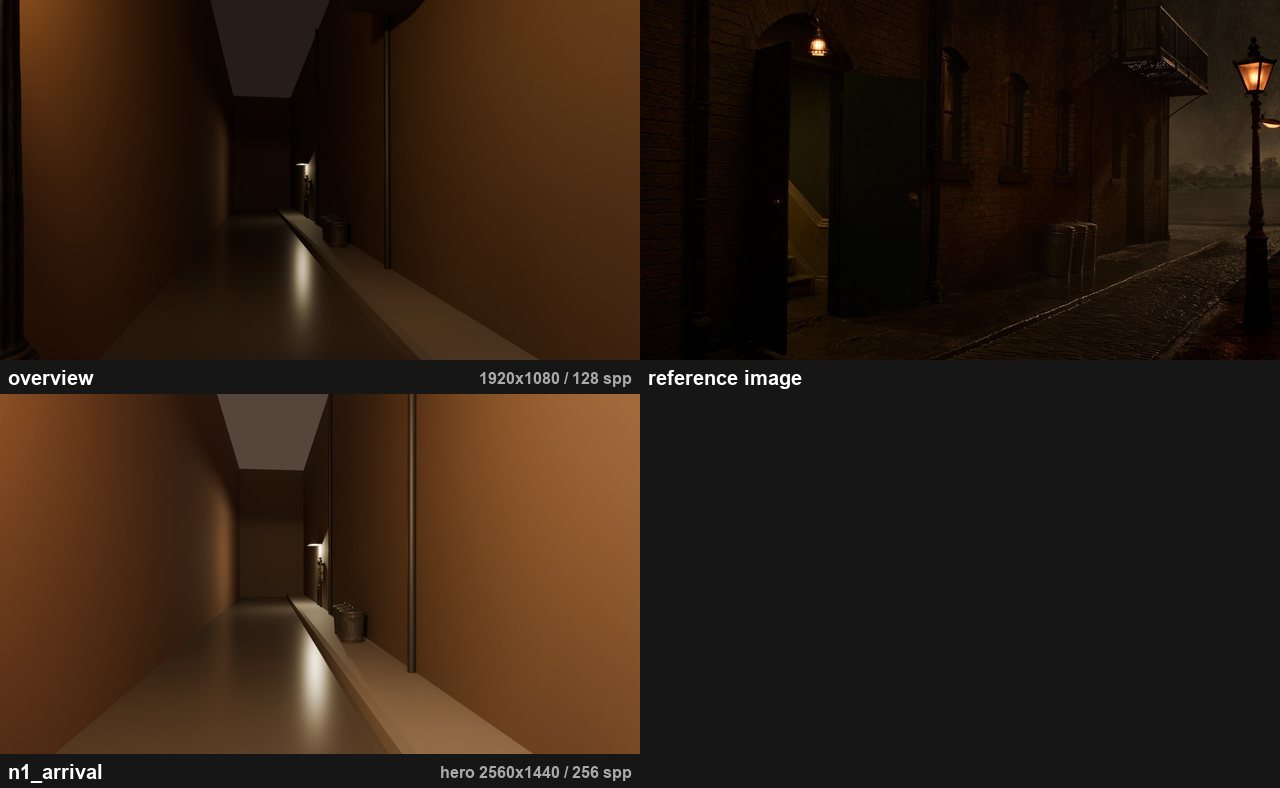 overview
1920x1080 / 128 spp
reference image
n1_arrival
hero 2560x1440 / 256 spp